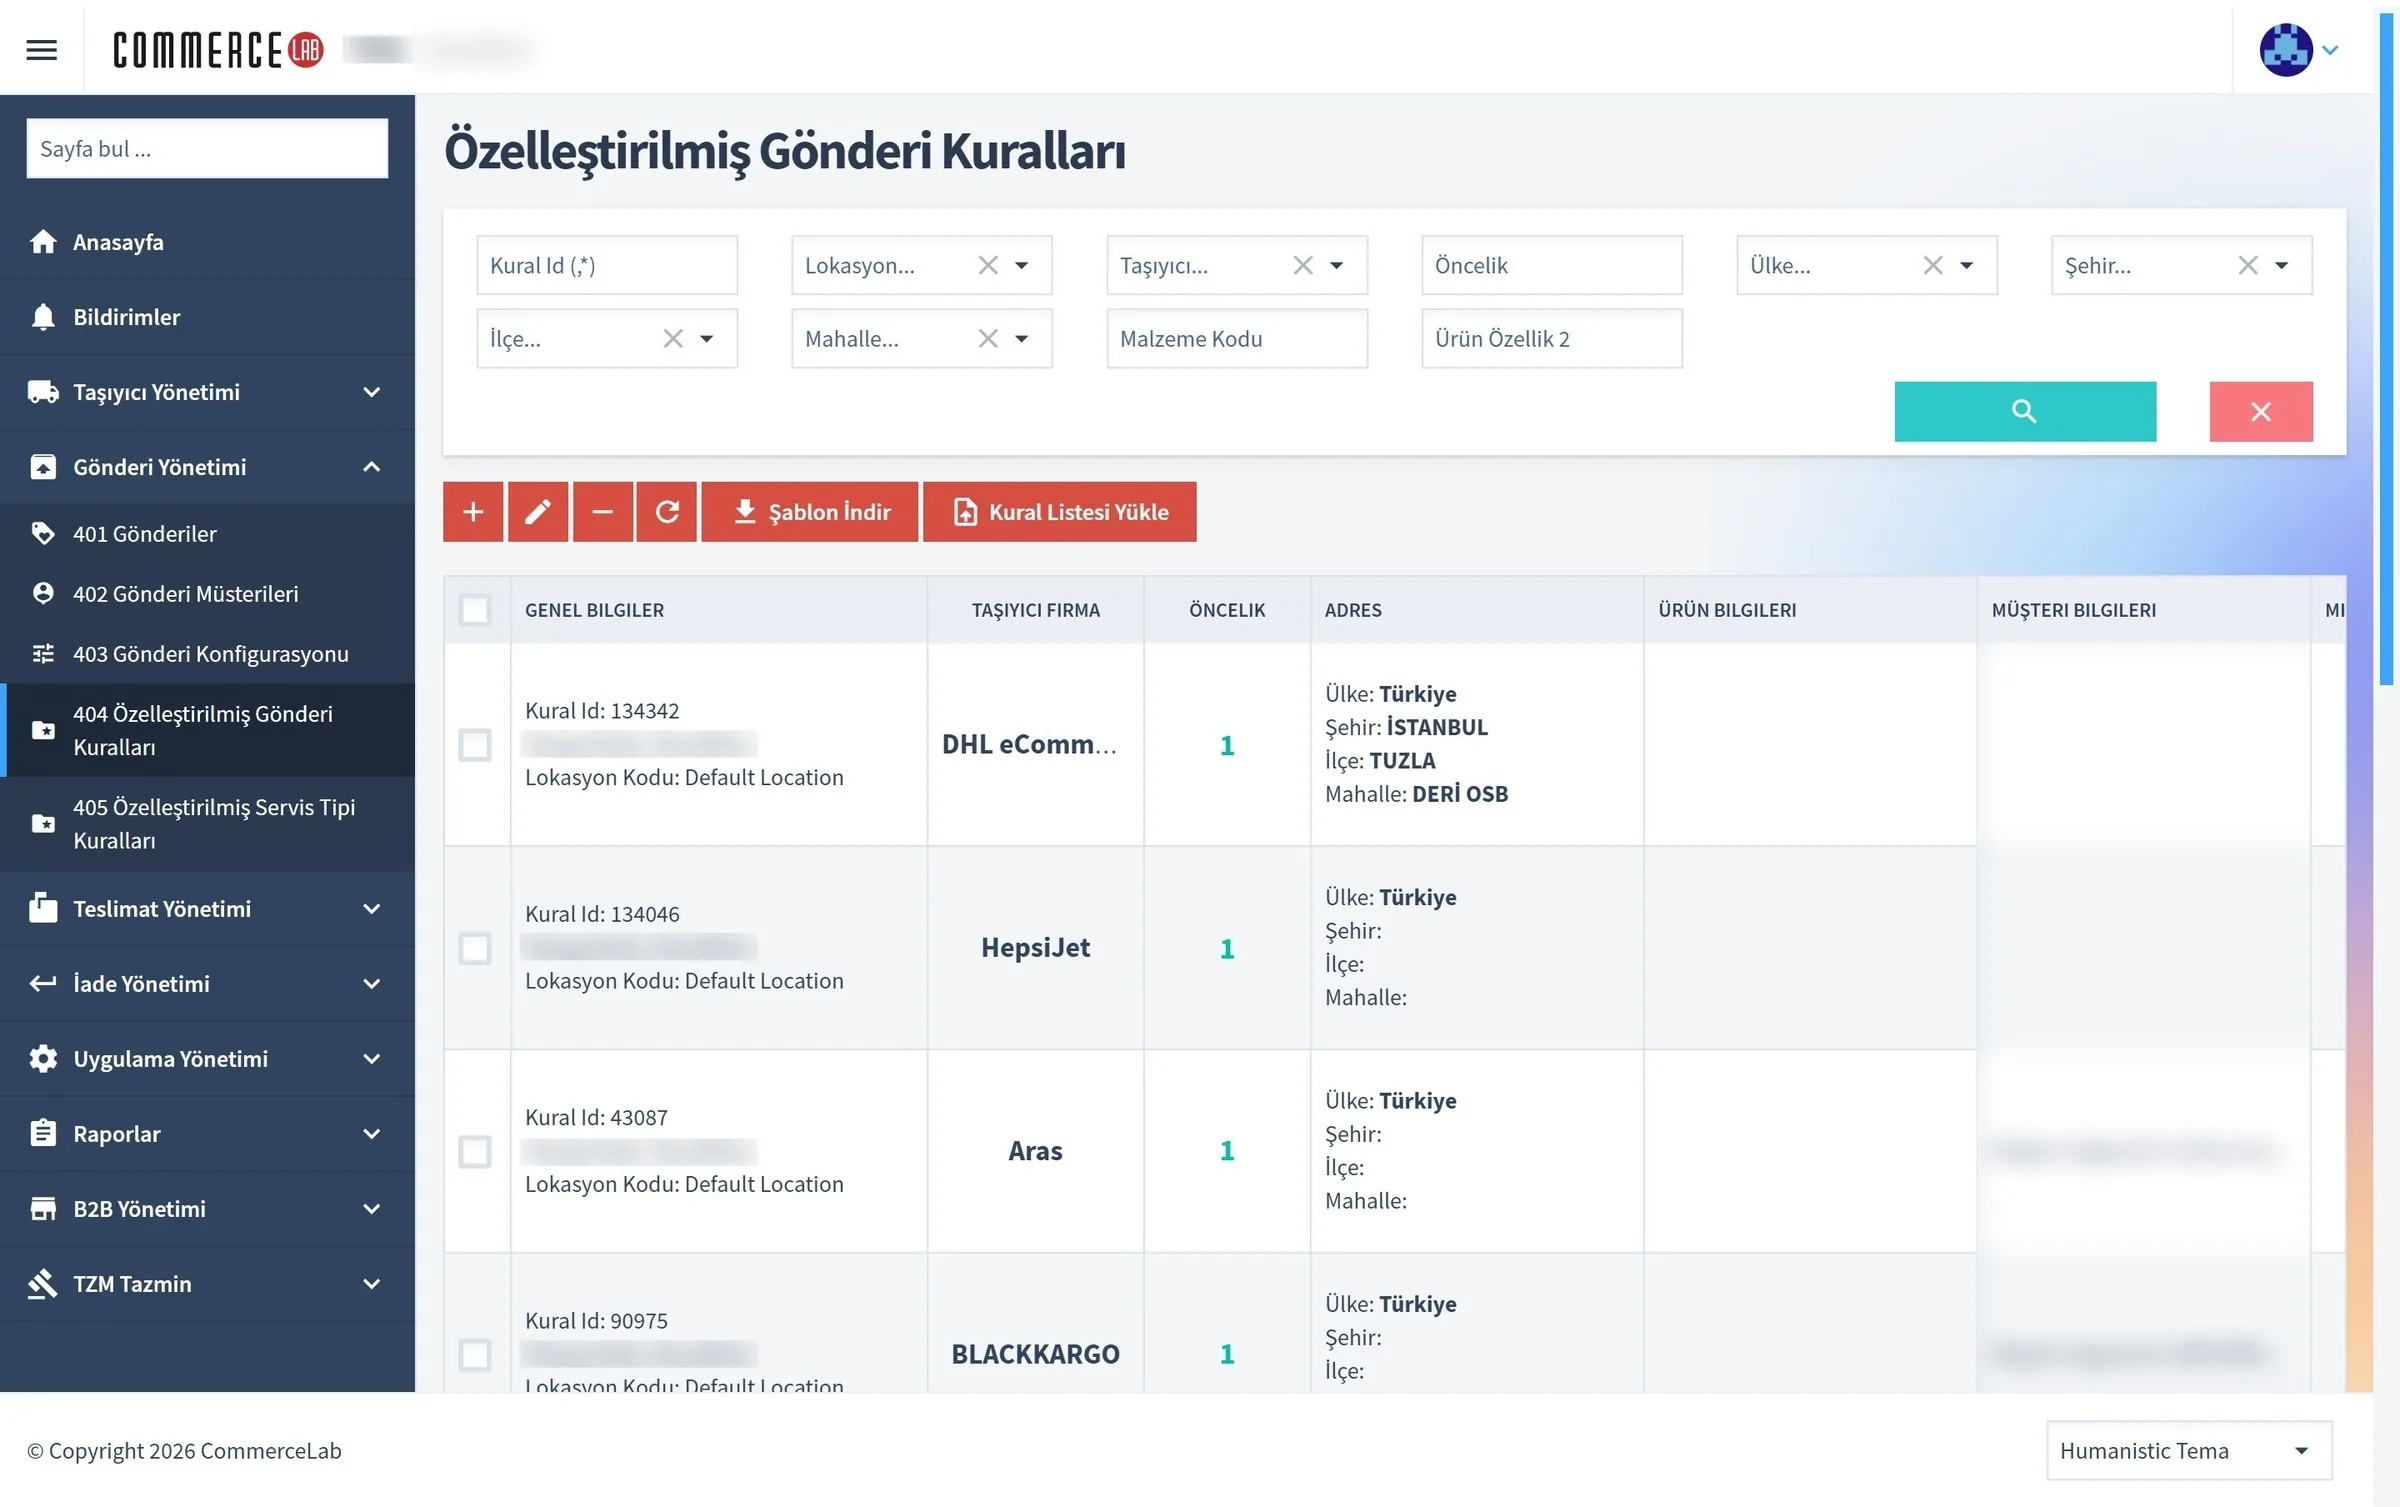 COMMERCE LAB
Sayfa bul ...
Anasayfa
Bildirimler
Taşıyıcı Yönetimi
Gönderi Yönetimi
401 Gönderiler
402 Gönderi Müsterileri
403 Gönderi Konfigurasyonu
404 Özelleştirilmiş Gönderi
Kuralları
405 Özelleştirilmiş Servis Tipi
Kuralları
Teslimat Yönetimi
İade Yönetimi
Uygulama Yönetimi
Raporlar
B2B Yönetimi
TZM Tazmin
Özelleştirilmiş Gönderi Kuralları
Kural Id (,*) Lokasyon... Taşıyıcı... Öncelik Ülke... Şehir...
İlçe... Mahalle... Malzeme Kodu Ürün Özellik 2
Şablon İndir Kural Listesi Yükle
GENEL BILGILER TAŞIYICI FIRMA ÖNCELIK ADRES ÜRÜN BILGILERI MÜŞTERI BILGILERI MI
Kural Id: 134342
Lokasyon Kodu: Default Location
DHL eComm...
1
Ülke: Türkiye
Şehir: İSTANBUL
İlçe: TUZLA
Mahalle: DERİ OSB
Kural Id: 134046
Lokasyon Kodu: Default Location
HepsiJet
1
Ülke: Türkiye
Şehir:
İlçe:
Mahalle:
Kural Id: 43087
Lokasyon Kodu: Default Location
Aras
1
Ülke: Türkiye
Şehir:
İlçe:
Mahalle:
Kural Id: 90975
Lokasyon Kodu: Default Location
BLACKKARGO
1
Ülke: Türkiye
Şehir:
İlçe:
© Copyright 2026 CommerceLab
Humanistic Tema